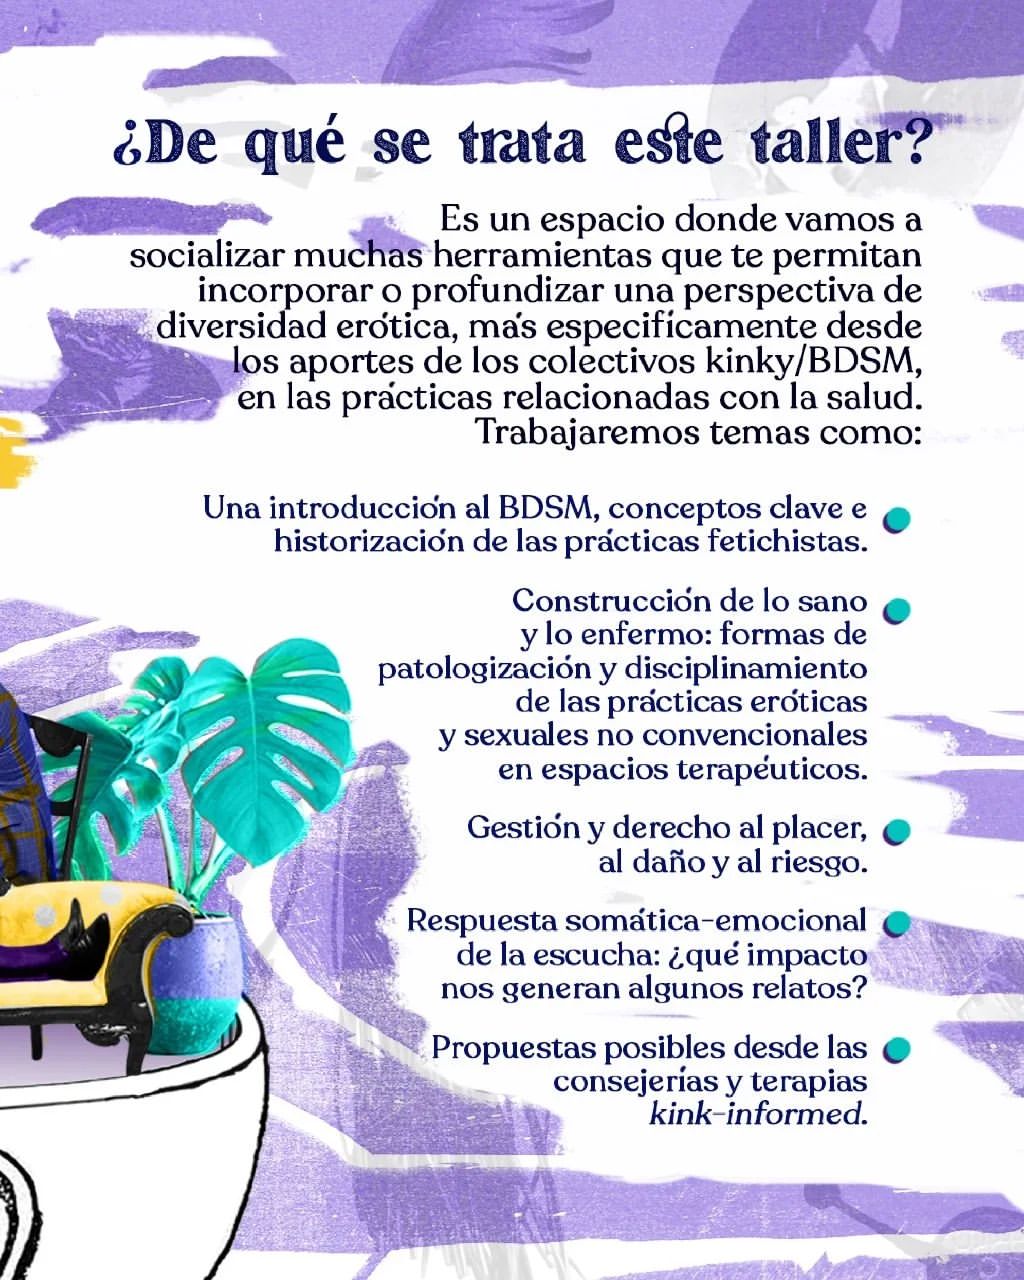 ¿De qué se trata este taller?
Es un espacio donde vamos a
socializar muchas herramientas que te permitan
incorporar o profundizar una perspectiva de
diversidad erótica, más específicamente desde
los aportes de los colectivos kinky/BDSM,
en las prácticas relacionadas con la salud.
Trabajaremos temas como:
Una introducción al BDSM, conceptos clave e
historización de las prácticas fetichistas.
Construcción de lo sano
y lo enfermo: formas de
patologización y disciplinamiento
de las prácticas eróticas
y sexuales no convencionales
en espacios terapéuticos.
Gestión y derecho al placer,
al daño y al riesgo.
Respuesta somática-emocional
de la escucha: ¿qué impacto
nos generan algunos relatos?
Propuestas posibles desde las
consejerías y terapias
kink-informed.